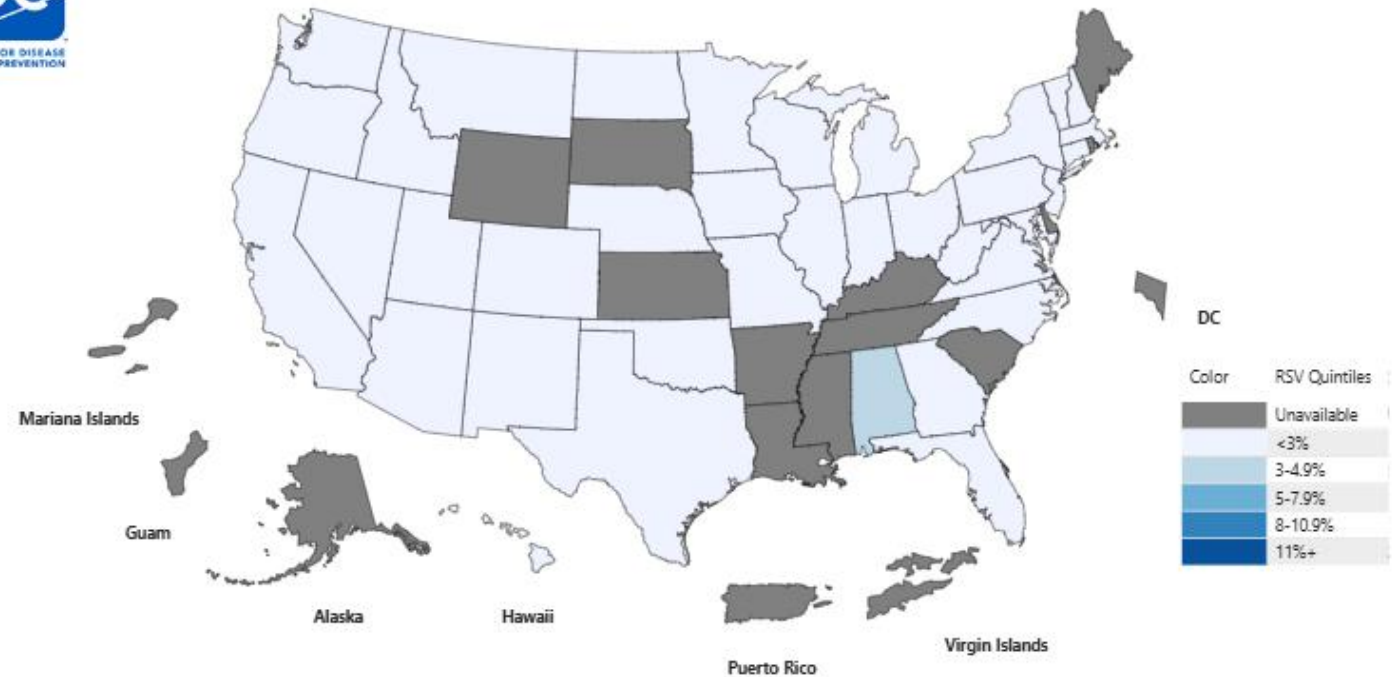 OR DISEASE
PREVENTION
DC
Color RSV Quintiles
Unavailable
<3%
3-4.9%
5-7.9%
8-10.9%
11%+
Mariana Islands
Guam
Alaska
Hawaii
Puerto Rico
Virgin Islands